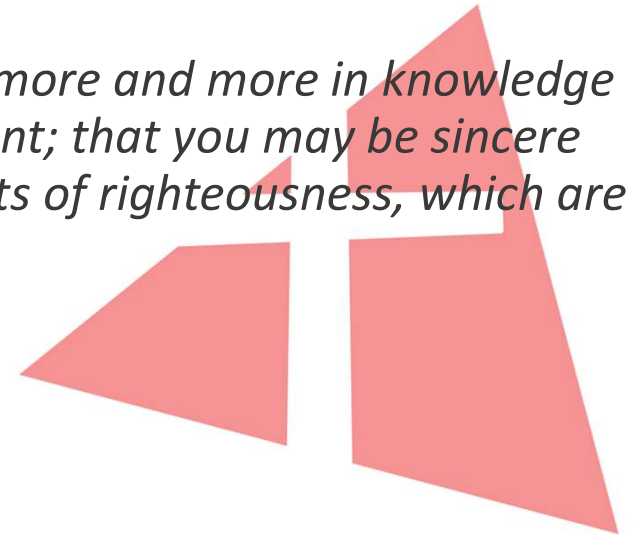 more and more in knowledge
nt; that you may be sincere
ts of righteousness, which are